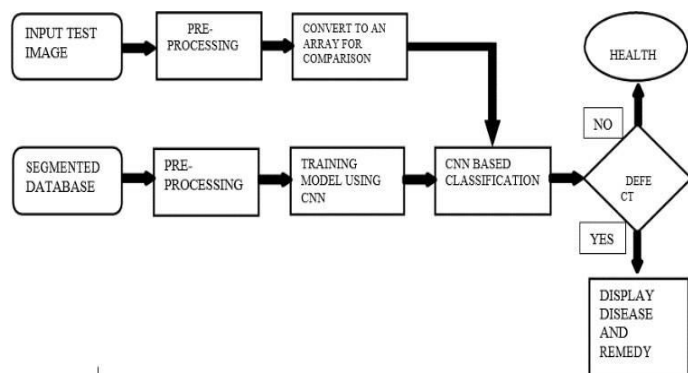 INPUT TEST
IMAGE
PRE-
PROCESSING
CONVERT TO AN
ARRAY FOR
COMPARISON
HEALTH
NO
SEGMENTED
DATABASE
PRE-
PROCESSING
TRAINING
MODEL USING
CNN
CNN BASED
CLASSIFICATION
DEFE
CT
YES
DISPLAY
DISEASE
AND
REMEDY